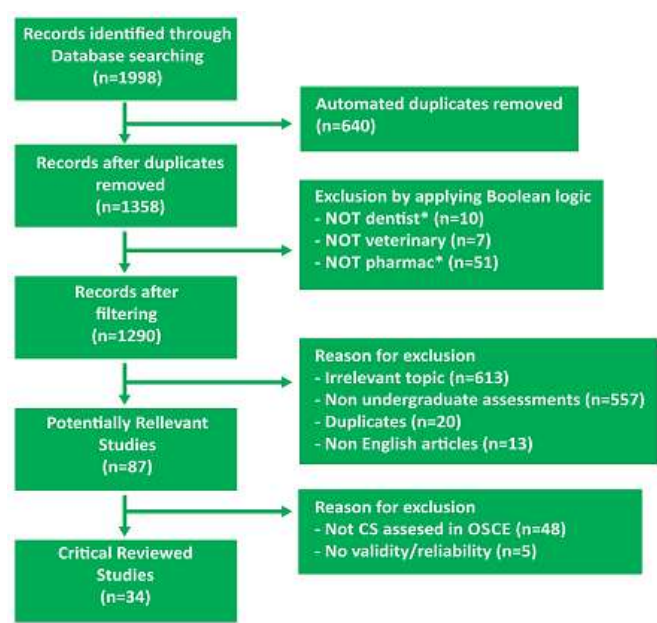 Records identified through
Database searching
(n=1998)
Automated duplicates removed
(n=640)
Records after duplicates
removed
(n=1358)
Exclusion by applying Boolean logic
- NOT dentist* (n=10)
- NOT veterinary (n=7)
- NOT pharmac* (n=51)
Records after
filtering
(n=1290)
Reason for exclusion
- Irrelevant topic (n=613)
- Non undergraduate assessments (n=557)
- Duplicates (n=20)
- Non English articles (n=13)
Potentially Rellevant
Studies
(n=87)
Reason for exclusion
- Not CS assesed in OSCE (n=48)
- No validity/reliability (n=5)
Critical Reviewed
Studies
(n=34)